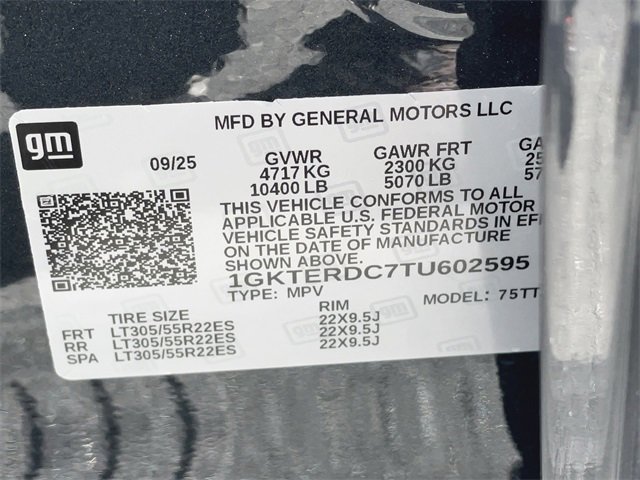 gm
MFD BY GENERAL MOTORS LLC
09/25
GVWR GAWR FRT GA
4717 KG 2300 KG 25
10400 LB 5070 LB 57
THIS VEHICLE CONFORMS TO ALL
APPLICABLE U.S. FEDERAL MOTOR
VEHICLE SAFETY STANDARDS IN EF
ON THE DATE OF MANUFACTURE
SHOWN ABOVE.
1GKTERDC7TU602595
TYPE: MPV MODEL: 75TT
TIRE SIZE RIM
FRT LT305/55R22ES 22X9.5J
RR LT305/55R22ES 22X9.5J
SPA LT305/55R22ES 22X9.5J